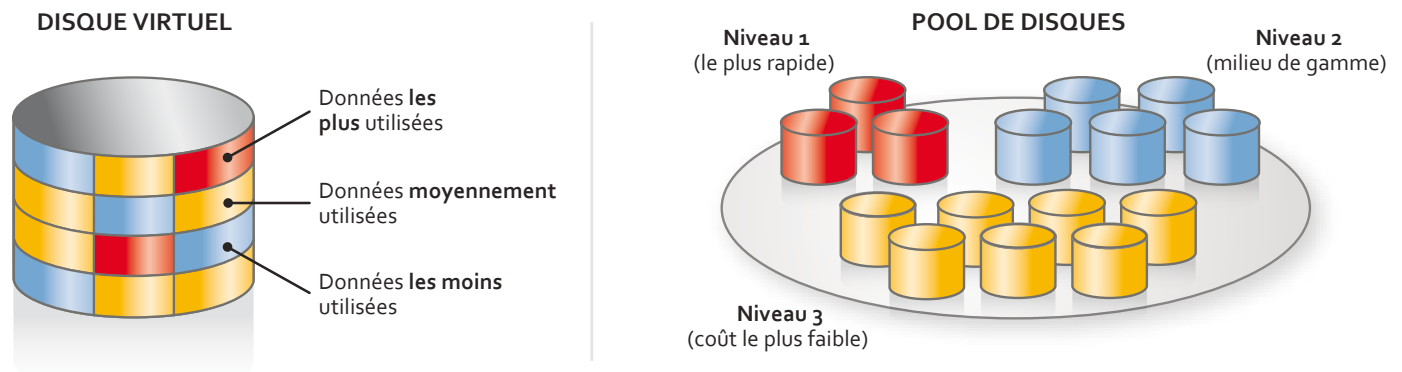 DISQUE VIRTUEL
Données les
plus utilisées
Données moyennement
utilisées
Données les moins
utilisées
POOL DE DISQUES
Niveau 1
(le plus rapide)
Niveau 2
(milieu de gamme)
Niveau 3
(coût le plus faible)